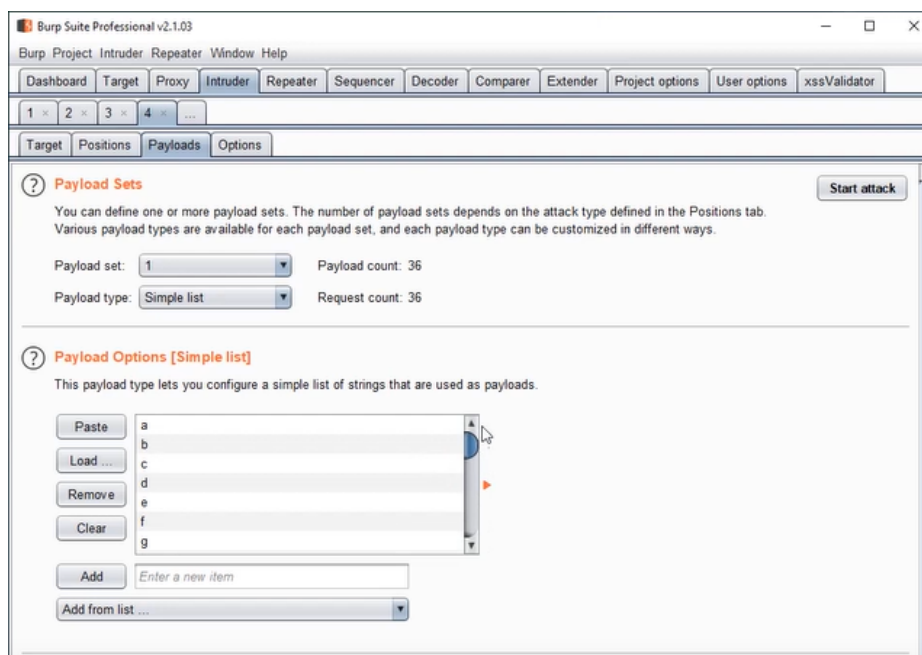 Burp Suite Professional v2.1.03
Burp Project Intruder Repeater Window Help
Dashboard Target Proxy Intruder Repeater Sequencer Decoder Comparer Extender Project options User options xssValidator
1 × 2 × 3 × 4 × ...
Target Positions Payloads Options
? Payload Sets
Start attack
You can define one or more payload sets. The number of payload sets depends on the attack type defined in the Positions tab.
Various payload types are available for each payload set, and each payload type can be customized in different ways.
Payload set: 1 Payload count: 36
Payload type: Simple list Request count: 36
? Payload Options [Simple list]
This payload type lets you configure a simple list of strings that are used as payloads.
Paste
Load ...
Remove
Clear
a
b
c
d
e
f
g
Add Enter a new item
Add from list ...